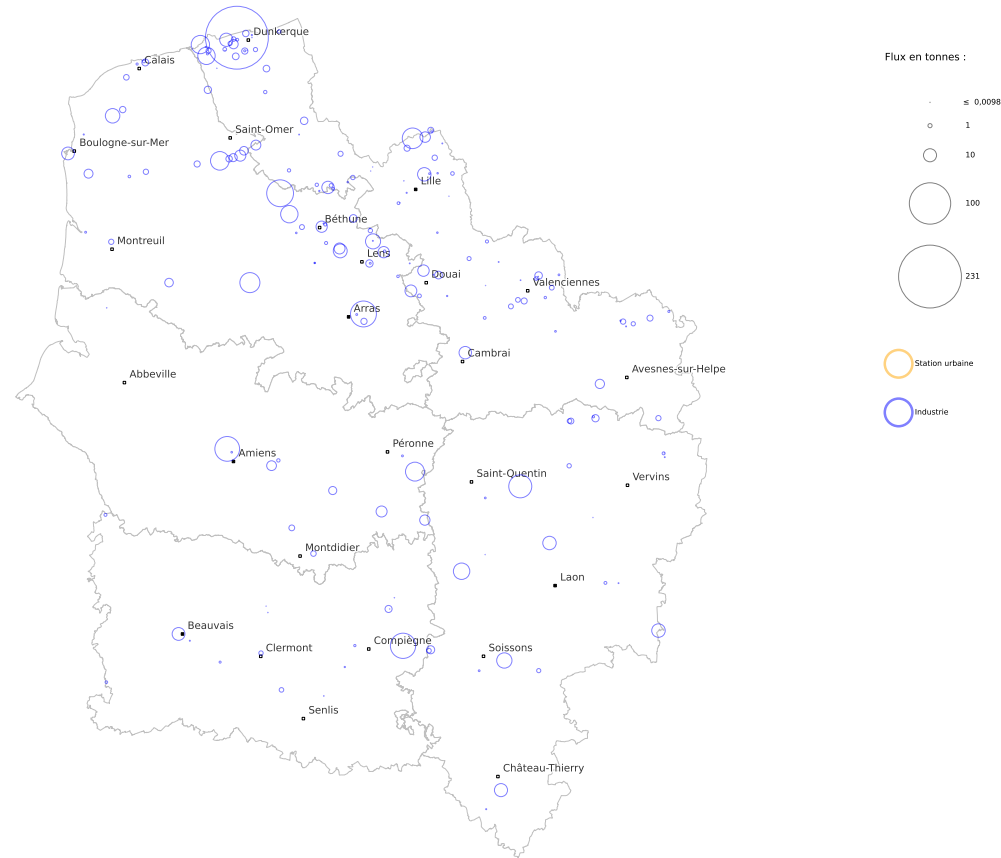 Dunkerque
Calais
Flux en tonnes :
≤ 0,0098
1
Saint-Omer
Boulogne-sur-Mer
10
Lille
100
Béthune
Montreuil
Lens
Douai
231
Valenciennes
Arras
Cambrai
Station urbaine
Avesnes-sur-Helpe
Abbeville
Industrie
Péronne
Amiens
Saint-Quentin
Vervins
Montdidier
Laon
Beauvais
Compiègne
Clermont
Soissons
Senlis
Château-Thierry